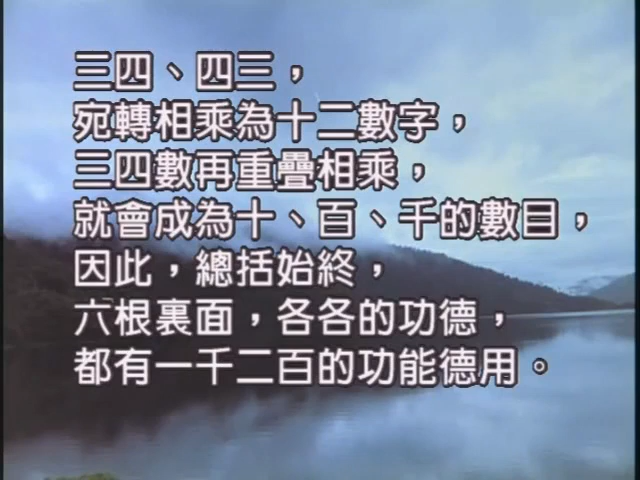 三四、四三，
宛轉相乘為十二數字，
三四數再重疊相乘，
就會成為十、百、千的數目，
因此，總括始終，
六根裏面，各各的功德，
都有一千二百的功能德用。